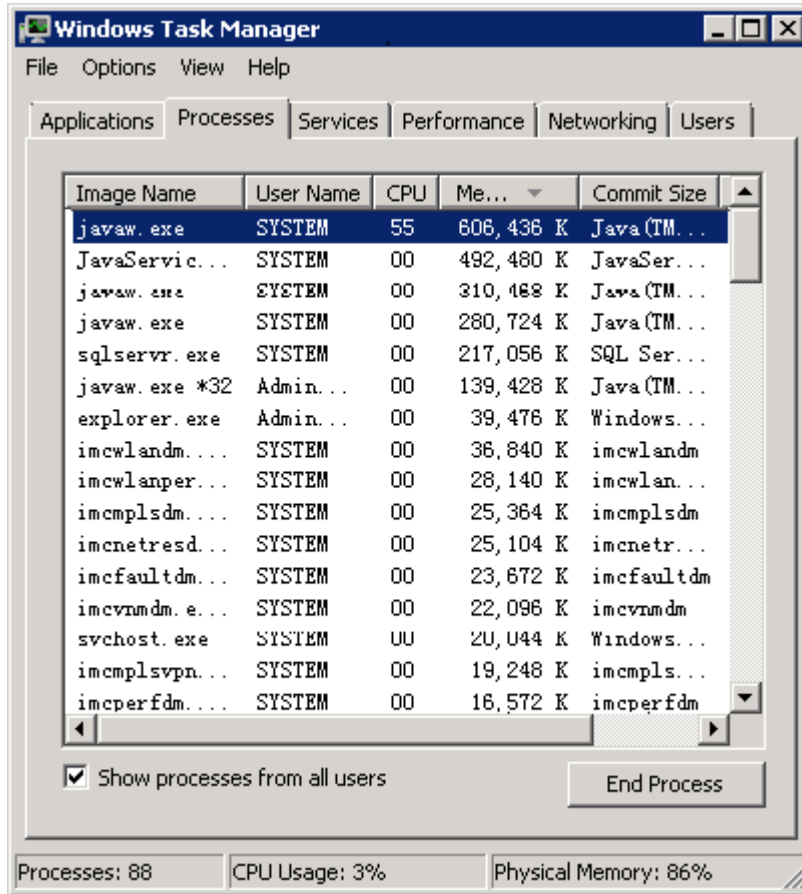 Windows Task Manager
File Options View Help
Applications Processes Services Performance Networking Users
Image Name User Name CPU Me... Commit Size
javaw.exe SYSTEM 55 606,436 K Java(TM...
JavaServic... SYSTEM 00 492,480 K JavaSer...
javaw.exe SYSTEM 00 310,468 K Java(TM...
javaw.exe SYSTEM 00 280,724 K Java(TM...
sqlservr.exe SYSTEM 00 217,056 K SQL Ser...
javaw.exe *32 Admin... 00 139,428 K Java(TM...
explorer.exe Admin... 00 39,476 K Windows...
imcwlandm.... SYSTEM 00 36,840 K imcwlandm
imcwlanper... SYSTEM 00 28,140 K imcwlan...
imcmplsdm.... SYSTEM 00 25,364 K imcmplsdm
imcnetresd... SYSTEM 00 25,104 K imcnetr...
imcfaultdm... SYSTEM 00 23,672 K imcfaultdm
imcvnmdm.e... SYSTEM 00 22,096 K imcvnmdm
svchost.exe SYSTEM 00 20,044 K Windows...
imcmplsvpn... SYSTEM 00 19,248 K imcmpls...
imcperfdm.... SYSTEM 00 16,572 K imcperfdm
Show processes from all users End Process
Processes: 88 CPU Usage: 3% Physical Memory: 86%